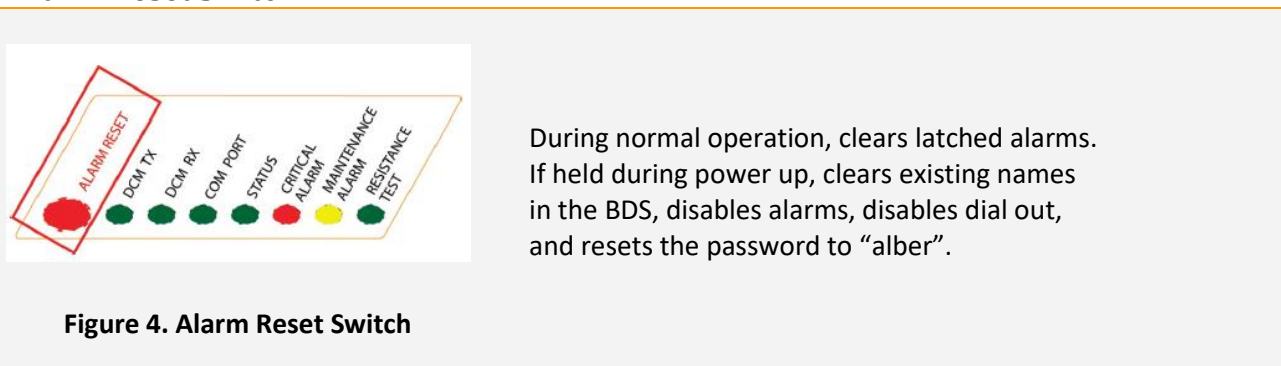 ALARM RESET
DCM TX
DCM RX
COM PORT
STATUS
CRITICAL
ALARM
MAINTENANCE
ALARM
RESISTANCE
TEST
During normal operation, clears latched alarms.
If held during power up, clears existing names
in the BDS, disables alarms, disables dial out,
and resets the password to “alber”.
Figure 4. Alarm Reset Switch